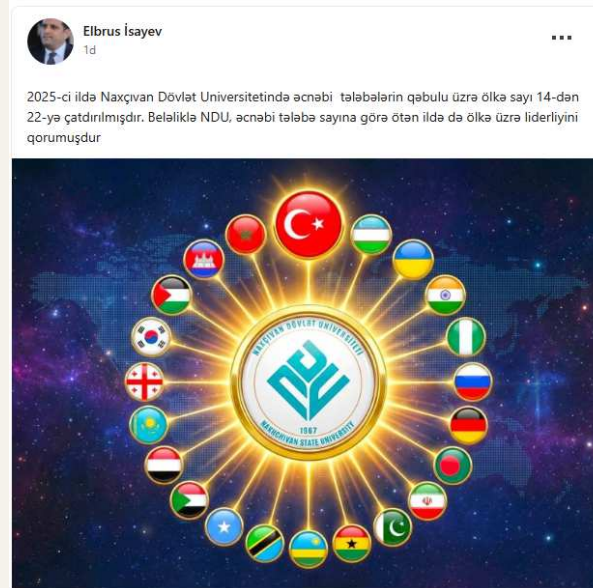 Elbrus İsayev
1d
2025-ci ildə Naxçıvan Dövlət Universitetində əcnəbi tələbələrin qəbulu üzrə ölkə sayı 14-dən
22-yə çatdırılmışdır. Beləliklə NDU, əcnəbi tələbə sayına görə ötən ildə də ölkə üzrə liderliyini
qorumuşdur
NAXÇIVAN DÖVLƏT UNİVERSİTETİ
NDU
1967
NAKHCHIVAN STATE UNIVERSITY